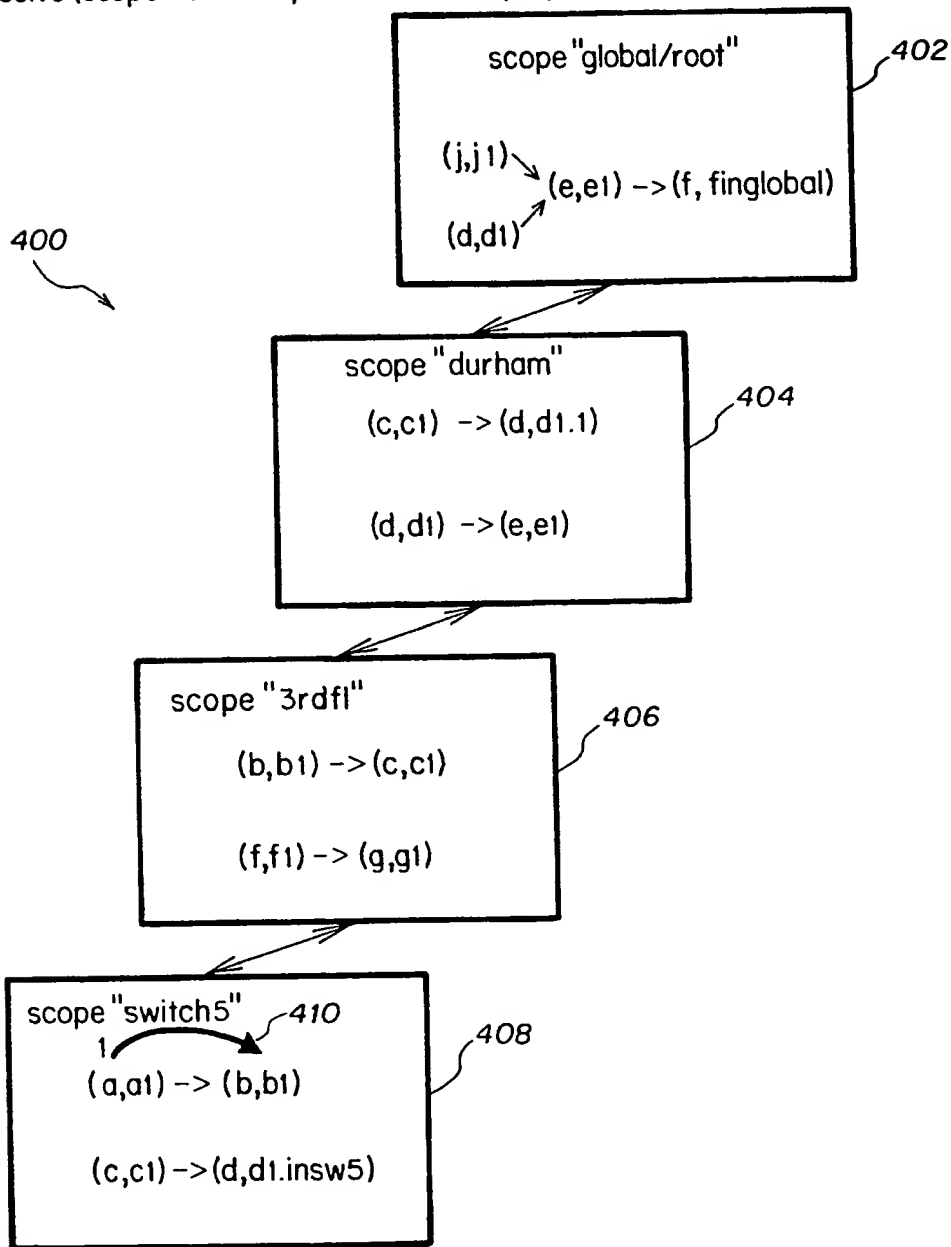 scope "global/root"
402
(j,j1)
(e,e1) -> (f, finglobal)
(d,d1)
400
scope "durham"
404
(c,c1) -> (d,d1.1)
(d,d1) -> (e,e1)
scope "3rdfl"
406
(b,b1) -> (c,c1)
(f,f1) -> (g,g1)
scope "switch5"
410
408
1
(a,a1) -> (b,b1)
(c,c1) -> (d,d1.insw5)